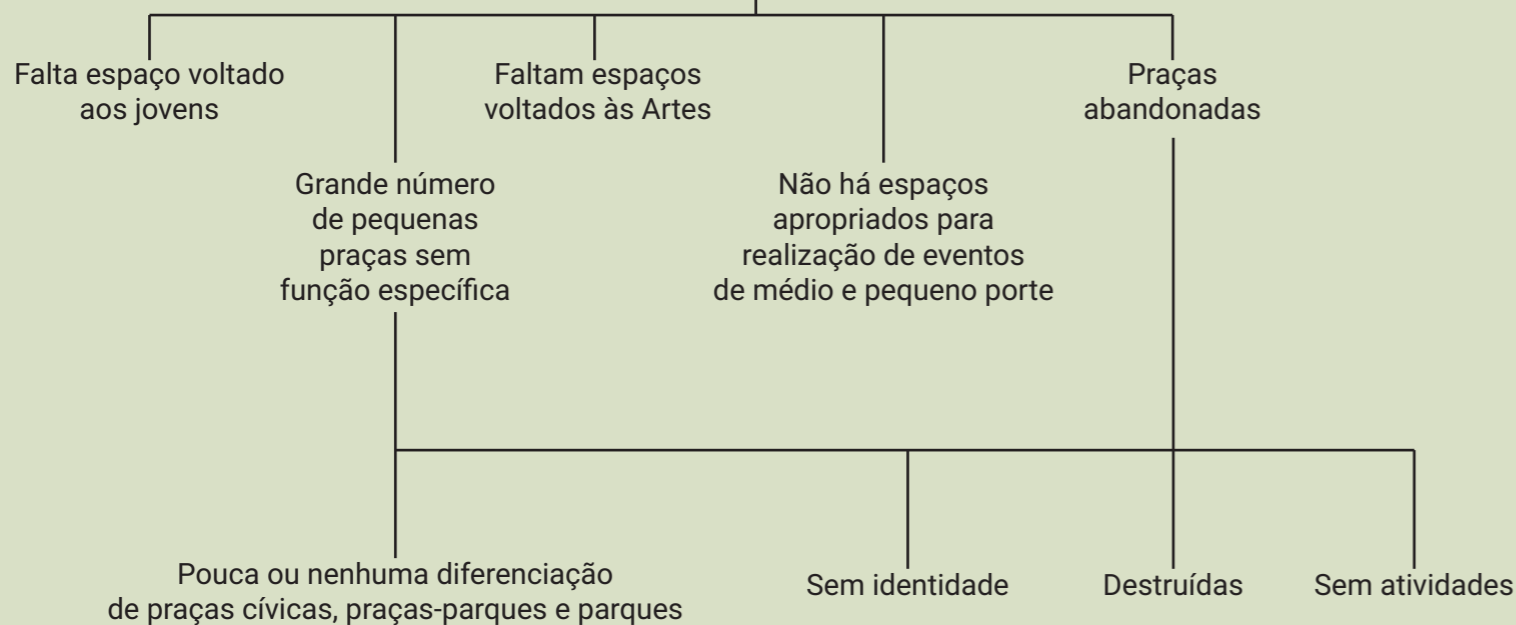 Falta espaço voltado
aos jovens
Faltam espaços
voltados às Artes
Praças
abandonadas
Grande número
de pequenas
praças sem
função específica
Não há espaços
apropriados para
realização de eventos
de médio e pequeno porte
Pouca ou nenhuma diferenciação
de praças cívicas, praças-parques e parques
Sem identidade
Destruídas
Sem atividades